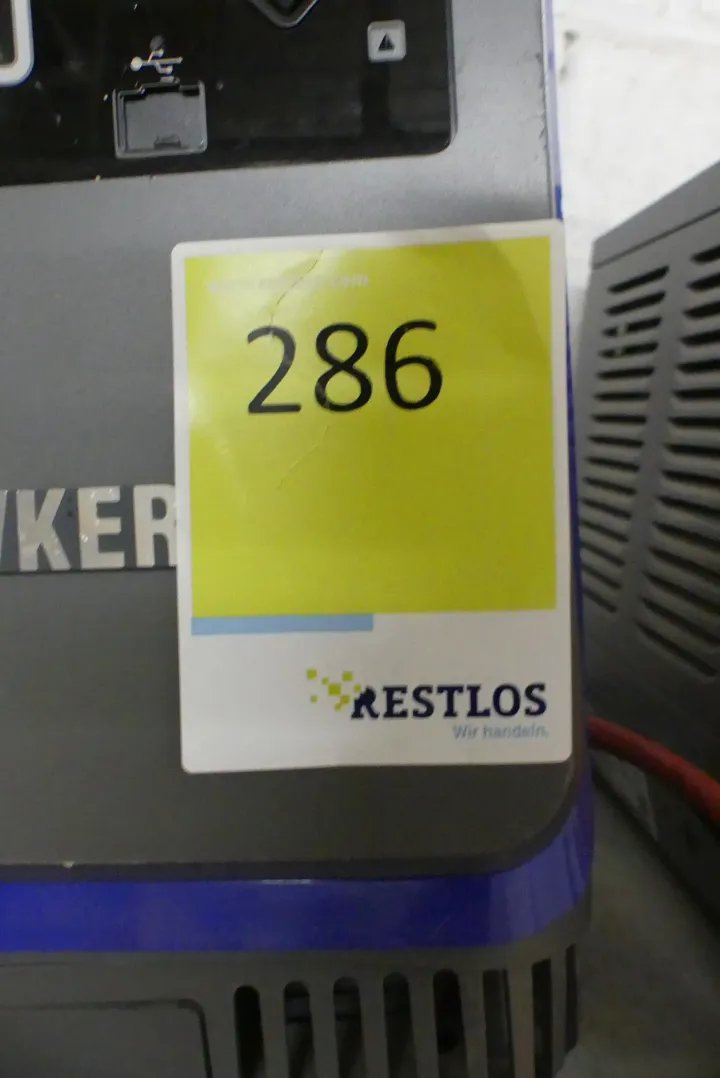 286
WKER
RESTLOS
Wir handeln.